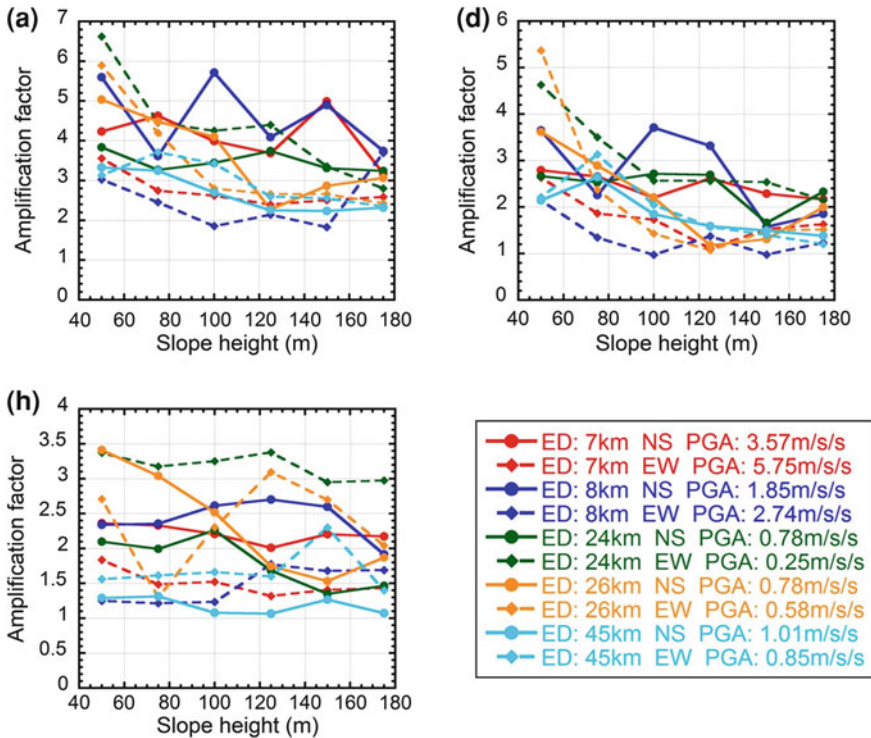 (a)
7
6
5
4
3
2
1
0
Amplification factor
40 60 80 100 120 140 160 180
Slope height (m)
(d)
6
5
4
3
2
1
0
Amplification factor
40 60 80 100 120 140 160 180
Slope height (m)
(h)
4
3.5
3
2.5
2
1.5
1
0.5
0
Amplification factor
40 60 80 100 120 140 160 180
Slope height (m)
ED: 7km NS PGA: 3.57m/s/s
ED: 7km EW PGA: 5.75m/s/s
ED: 8km NS PGA: 1.85m/s/s
ED: 8km EW PGA: 2.74m/s/s
ED: 24km NS PGA: 0.78m/s/s
ED: 24km EW PGA: 0.25m/s/s
ED: 26km NS PGA: 0.78m/s/s
ED: 26km EW PGA: 0.58m/s/s
ED: 45km NS PGA: 1.01m/s/s
ED: 45km EW PGA: 0.85m/s/s